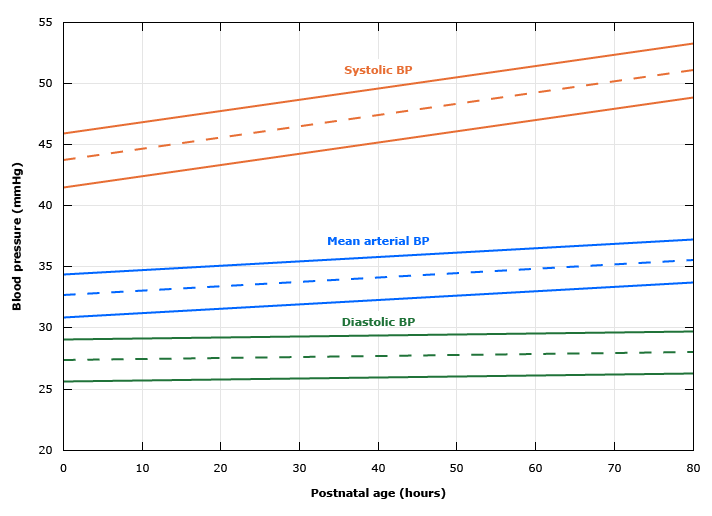 55
50
45
40
35
30
25
20
Blood pressure (mmHg)
Systolic BP
Mean arterial BP
Diastolic BP
0 10 20 30 40 50 60 70 80
Postnatal age (hours)